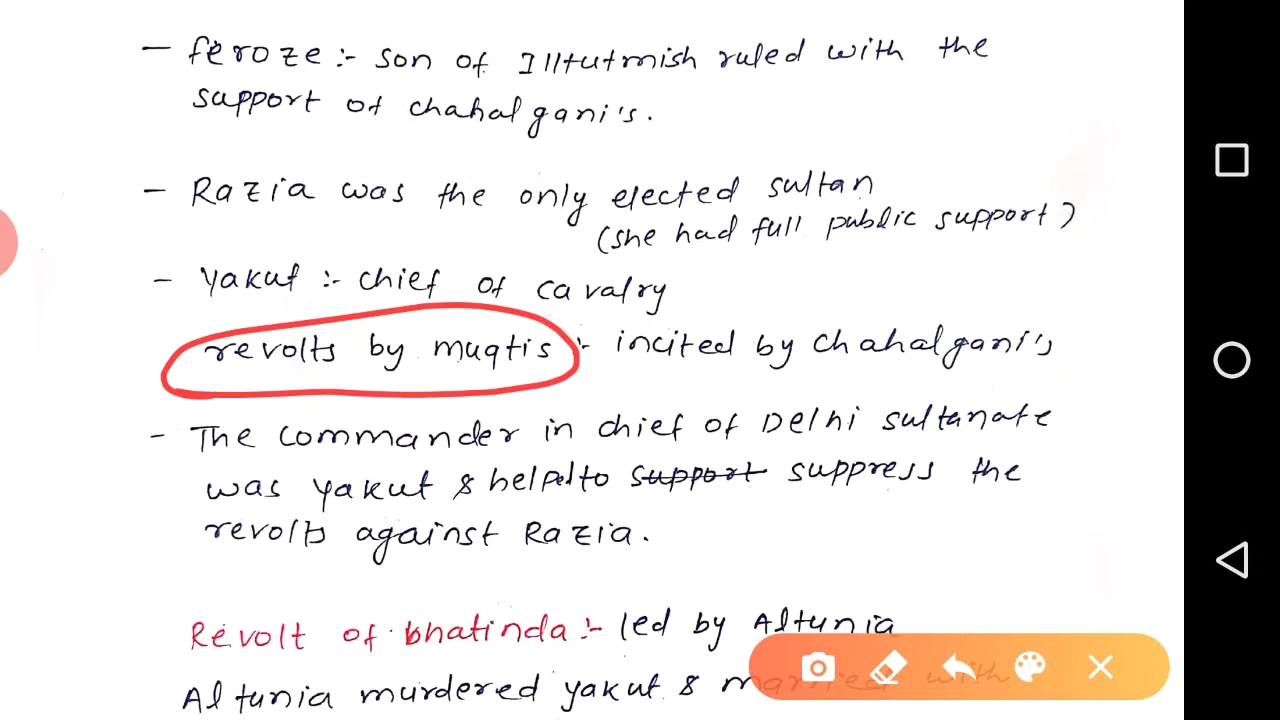 - feroze :- son of Illtutmish ruled with the
support of chahalgani's.
- Razia was the only elected sultan
(she had full public support)
- Yakut :- chief of cavalry
revolts by muqtis :- incited by chahalgani's
- The commander in chief of Delhi sultanate
was yakut & helped to support suppress the
revolts against Razia.
Revolt of bhatinda :- led by Altunia
Altunia murdered yakut & married with